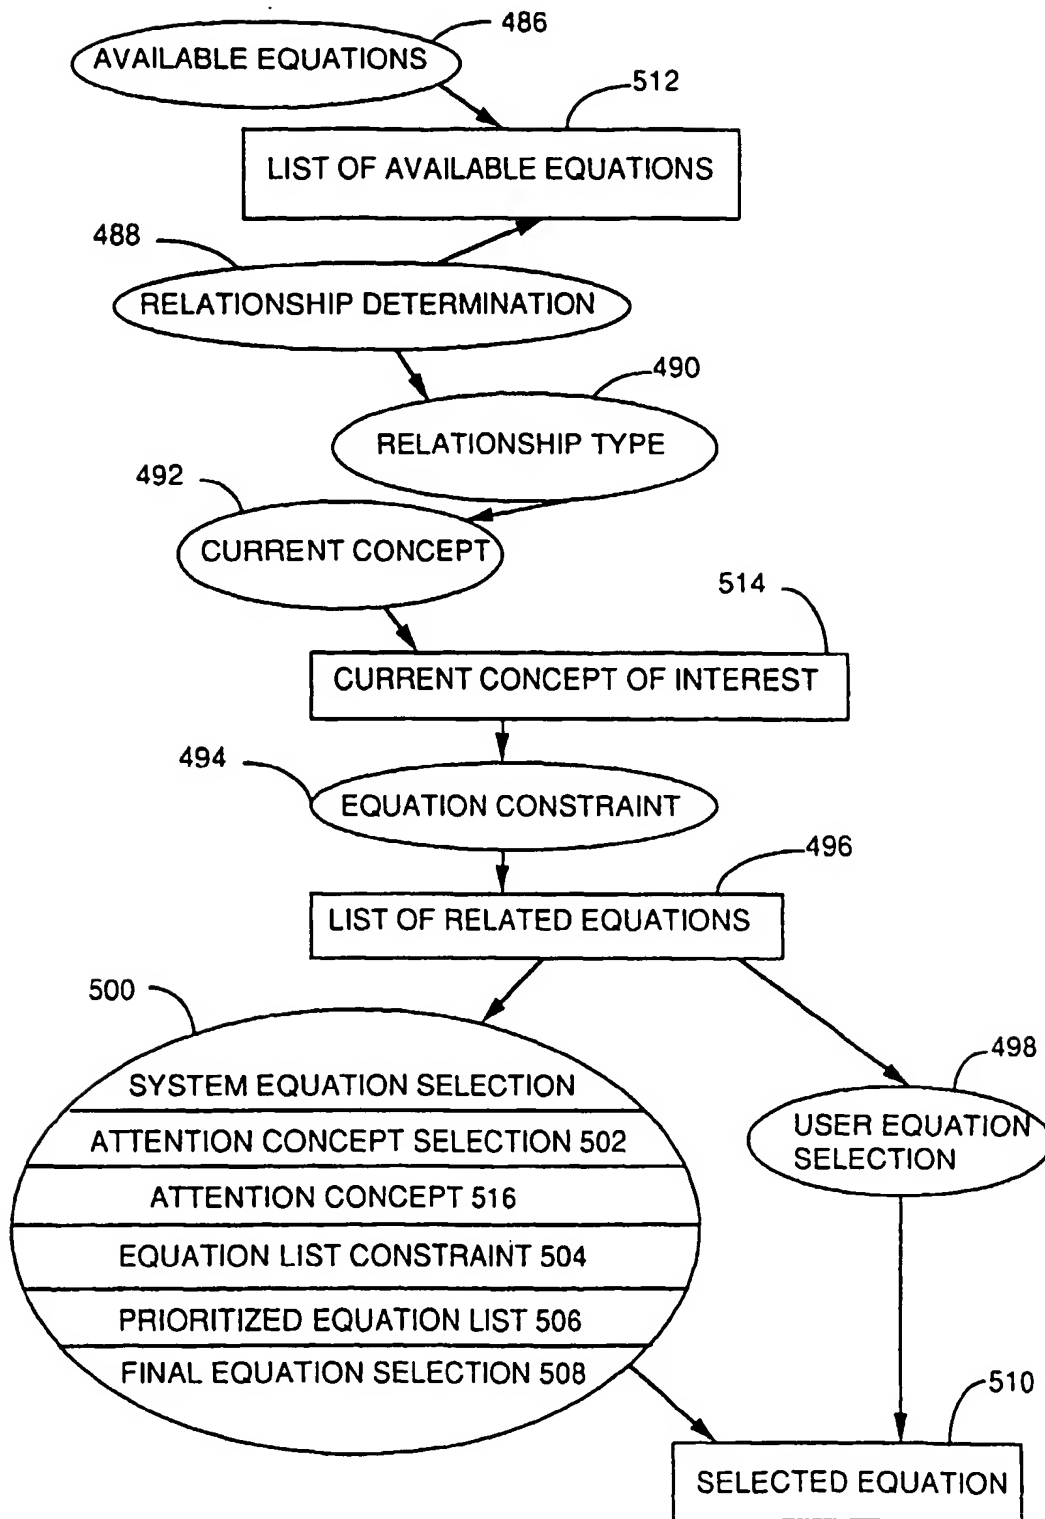 486
AVAILABLE EQUATIONS
512
LIST OF AVAILABLE EQUATIONS
488
RELATIONSHIP DETERMINATION
490
RELATIONSHIP TYPE
492
CURRENT CONCEPT
514
CURRENT CONCEPT OF INTEREST
494
EQUATION CONSTRAINT
496
LIST OF RELATED EQUATIONS
500
SYSTEM EQUATION SELECTION
ATTENTION CONCEPT SELECTION 502
ATTENTION CONCEPT 516
EQUATION LIST CONSTRAINT 504
PRIORITIZED EQUATION LIST 506
FINAL EQUATION SELECTION 508
498
USER EQUATION
SELECTION
510
SELECTED EQUATION